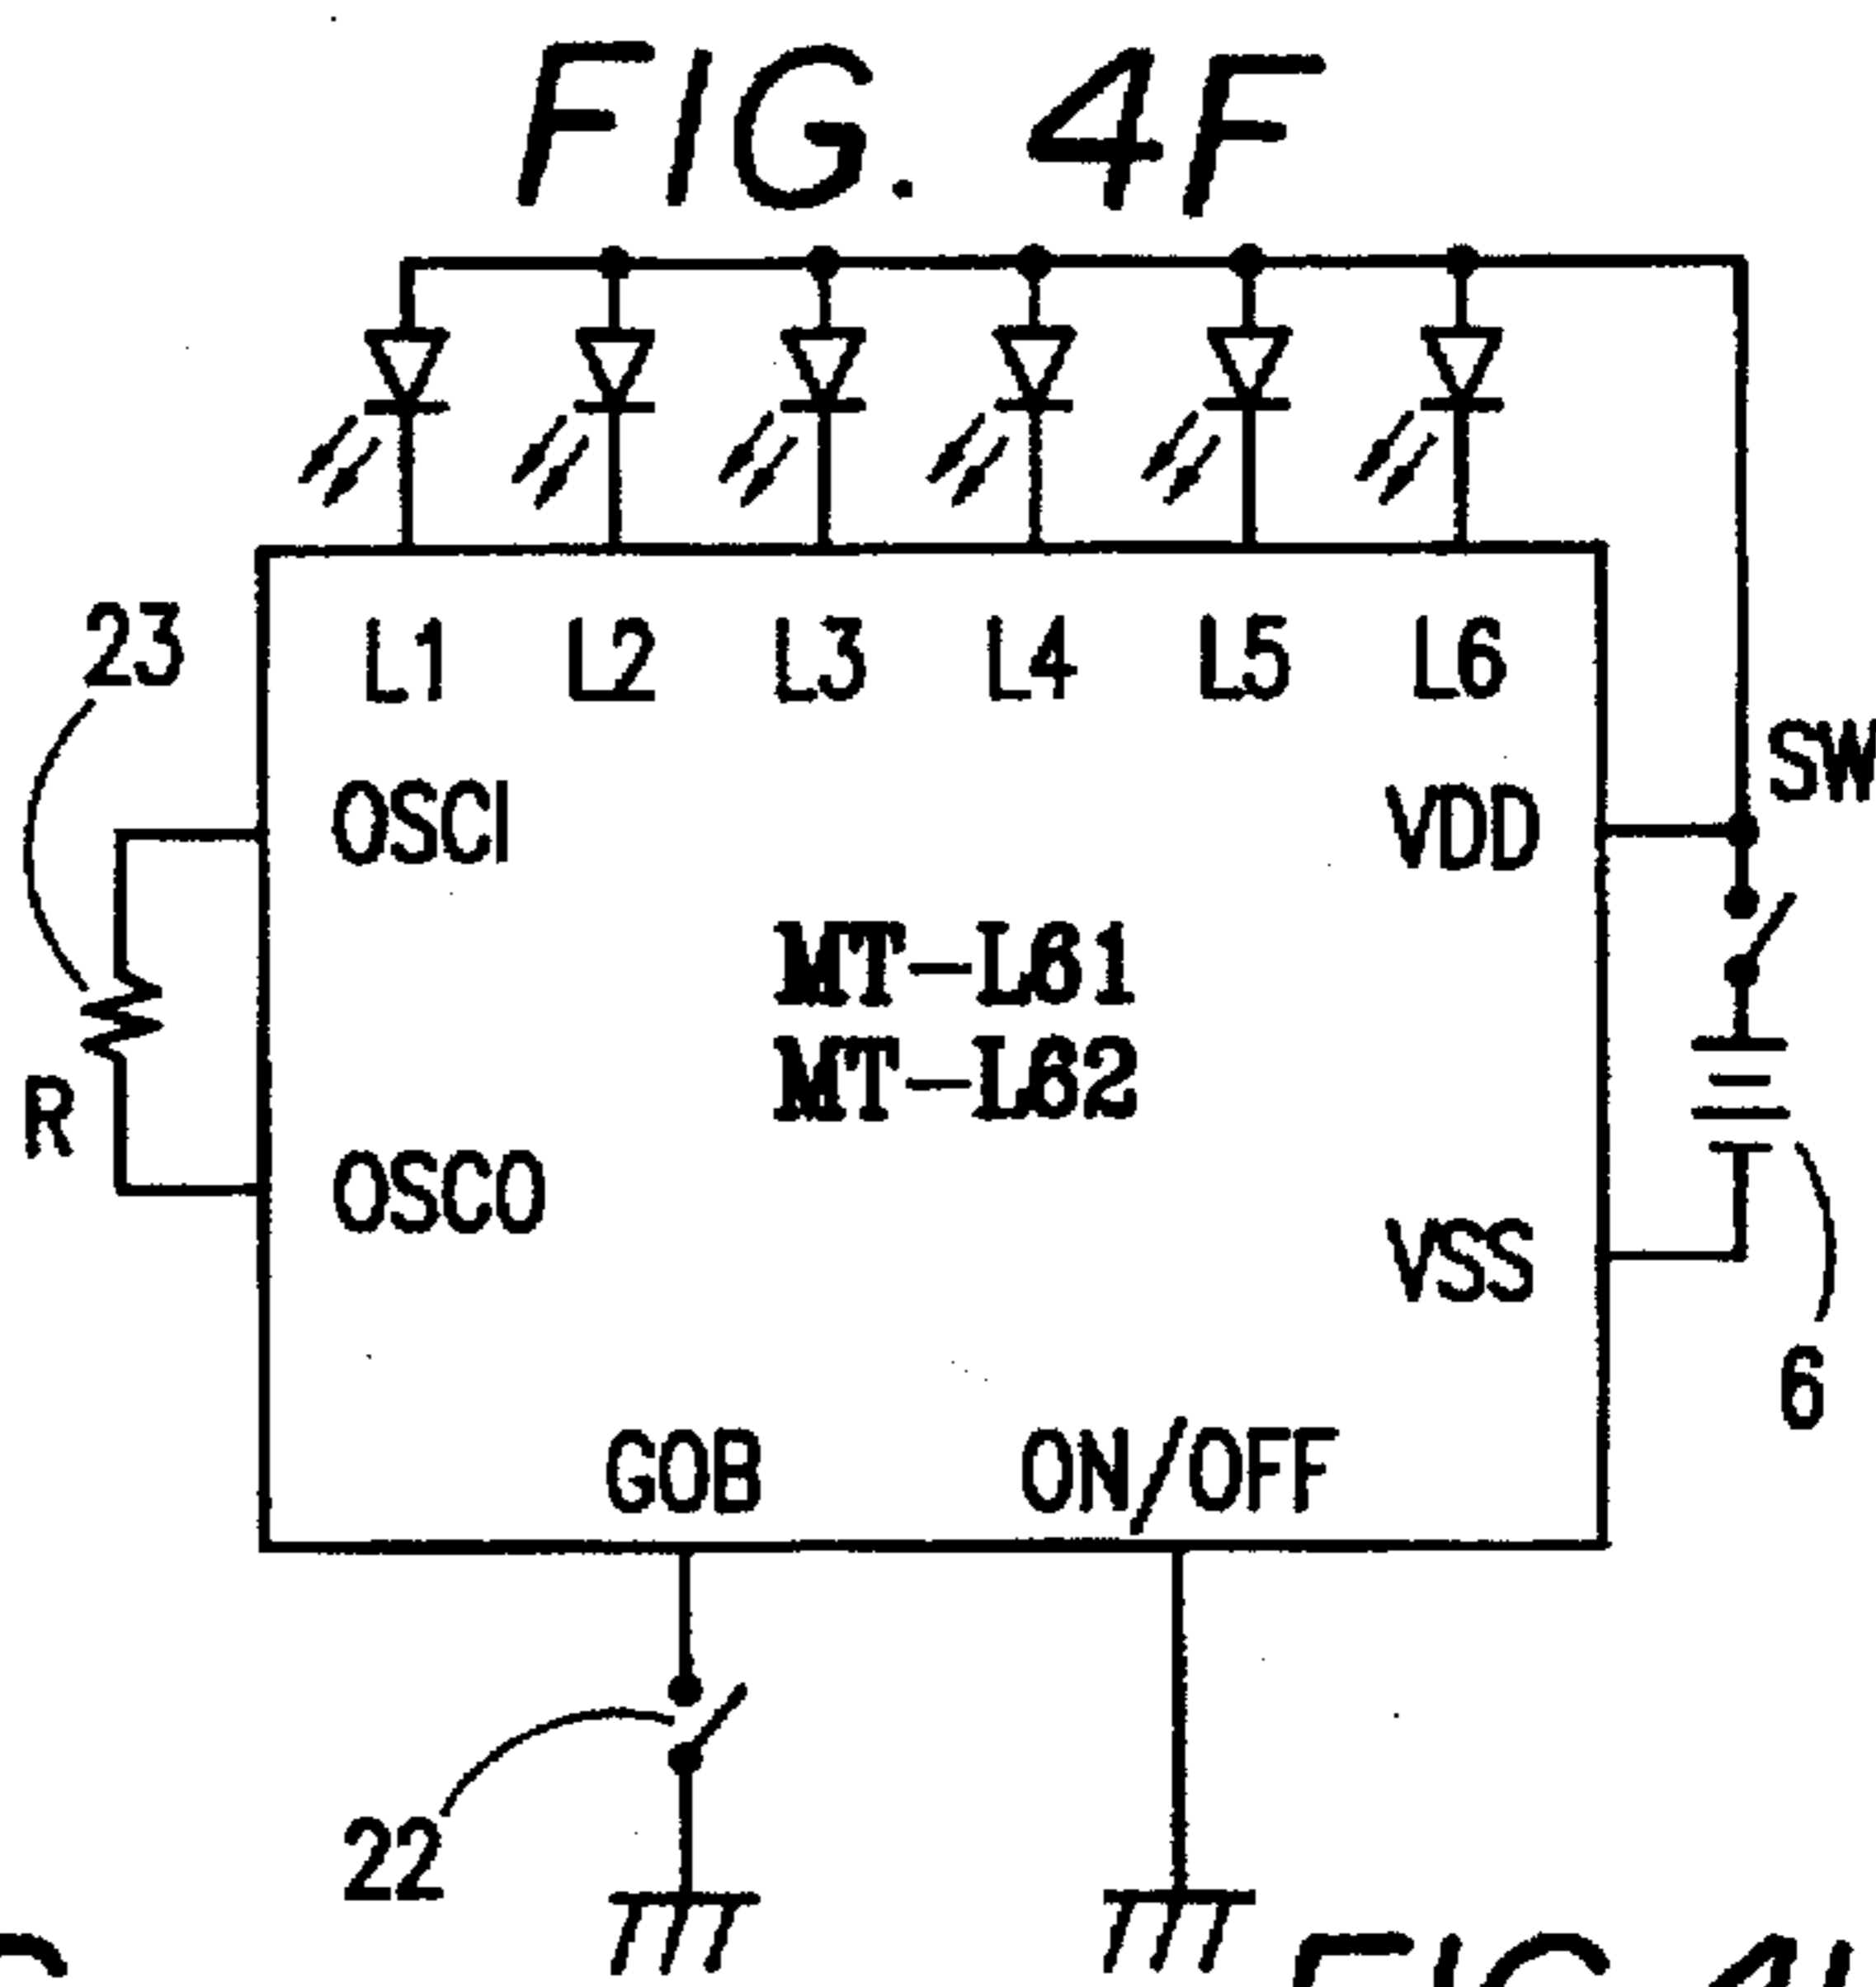 FIG. 4F
L1 L2 L3 L4 L5 L6
23
SW
OSCI VDD
MT-L61
MT-L62
R
OSCO
VSS
6
GOB ON/OFF
22